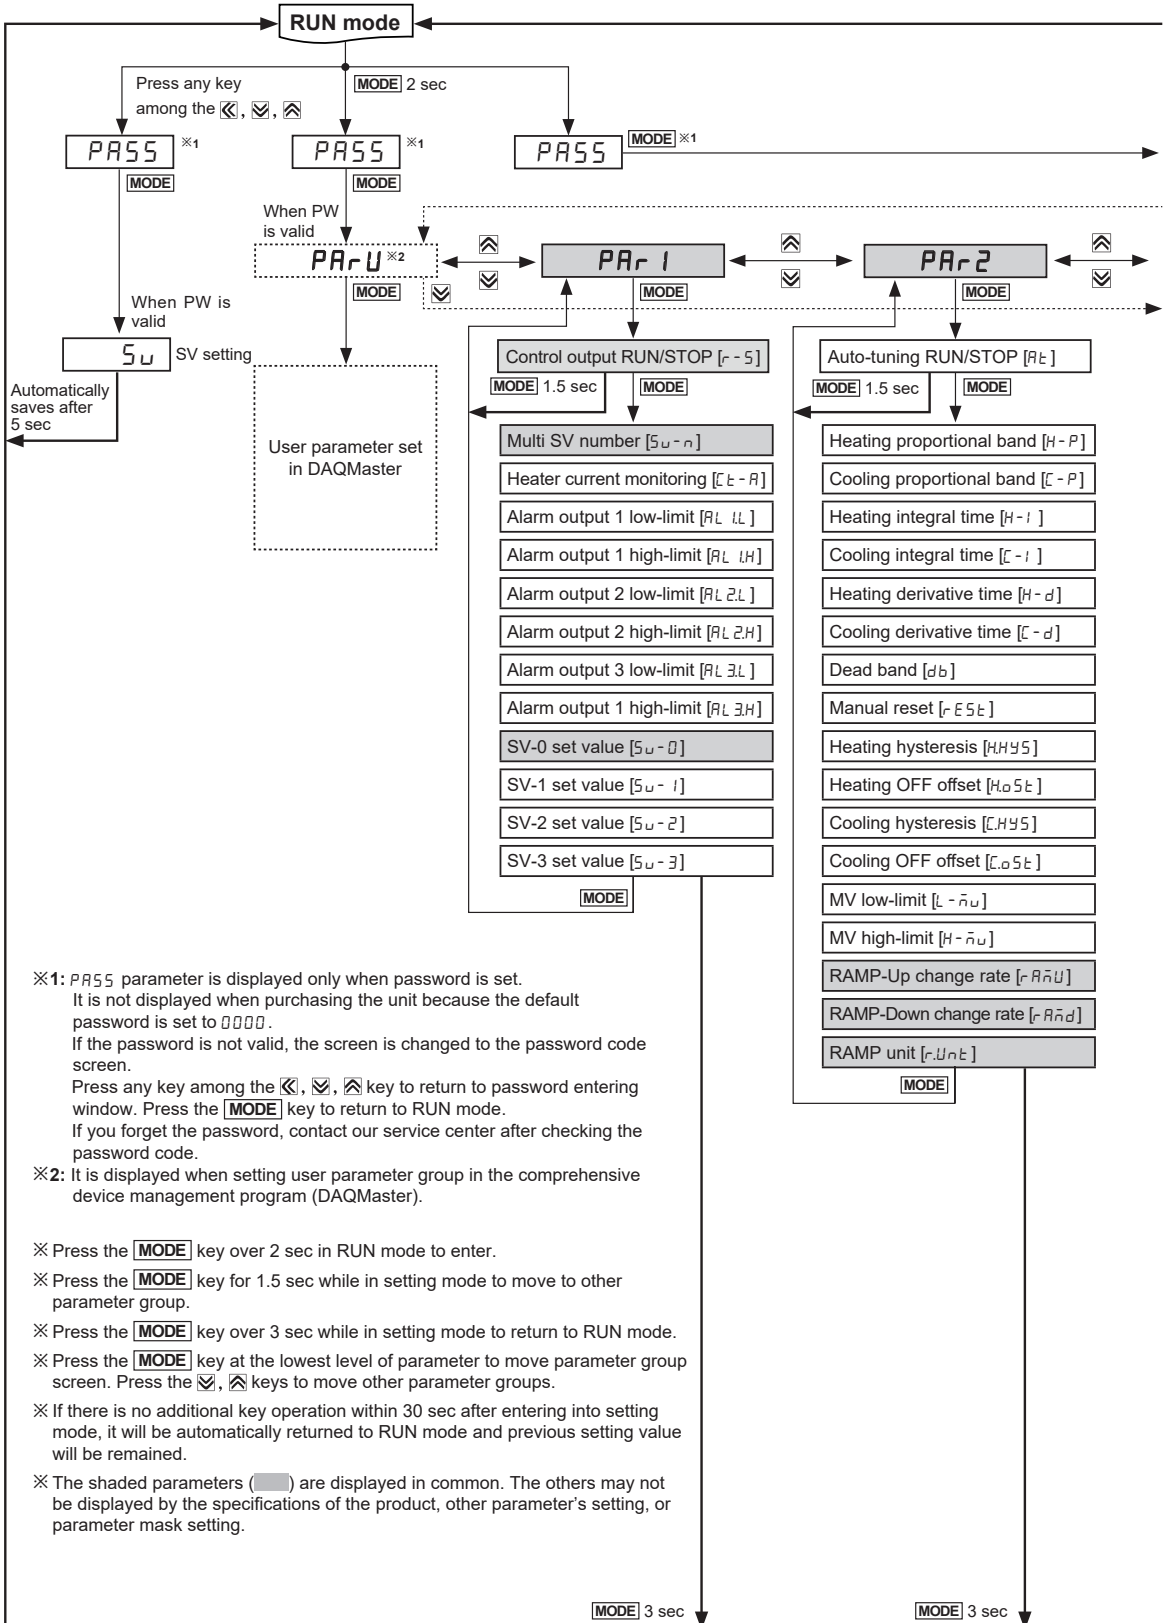 RUN mode
Press any key
among the ⮜, ⮟, ⮝
MODE 2 sec
PASS ※1
PASS ※1
PASS
MODE ※1
MODE
MODE
When PW
is valid
PArU ※2
PAr1
PAr2
MODE
MODE
MODE
When PW is
valid
Sv
SV setting
Automatically
saves after
5 sec
User parameter set
in DAQMaster
Control output RUN/STOP [r-S]
MODE 1.5 sec
MODE
Multi SV number [Sv-n]
Heater current monitoring [Ct-A]
Alarm output 1 low-limit [AL1.L]
Alarm output 1 high-limit [AL1.H]
Alarm output 2 low-limit [AL2.L]
Alarm output 2 high-limit [AL2.H]
Alarm output 3 low-limit [AL3.L]
Alarm output 1 high-limit [AL3.H]
SV-0 set value [Sv-0]
SV-1 set value [Sv-1]
SV-2 set value [Sv-2]
SV-3 set value [Sv-3]
MODE
Auto-tuning RUN/STOP [At]
MODE 1.5 sec
MODE
Heating proportional band [H-P]
Cooling proportional band [C-P]
Heating integral time [H-I]
Cooling integral time [C-I]
Heating derivative time [H-d]
Cooling derivative time [C-d]
Dead band [db]
Manual reset [rESt]
Heating hysteresis [H.HYS]
Heating OFF offset [H.oSt]
Cooling hysteresis [C.HYS]
Cooling OFF offset [C.oSt]
MV low-limit [L-mv]
MV high-limit [H-mv]
RAMP-Up change rate [rAmU]
RAMP-Down change rate [rAmd]
RAMP unit [r.Unt]
MODE
※1: PASS parameter is displayed only when password is set.
It is not displayed when purchasing the unit because the default
password is set to 0000.
If the password is not valid, the screen is changed to the password code
screen.
Press any key among the ⮜, ⮟, ⮝ key to return to password entering
window. Press the MODE key to return to RUN mode.
If you forget the password, contact our service center after checking the
password code.
※2: It is displayed when setting user parameter group in the comprehensive
device management program (DAQMaster).
※ Press the MODE key over 2 sec in RUN mode to enter.
※ Press the MODE key for 1.5 sec while in setting mode to move to other
parameter group.
※ Press the MODE key over 3 sec while in setting mode to return to RUN mode.
※ Press the MODE key at the lowest level of parameter to move parameter group
screen. Press the ⮟, ⮝ keys to move other parameter groups.
※ If there is no additional key operation within 30 sec after entering into setting
mode, it will be automatically returned to RUN mode and previous setting value
will be remained.
※ The shaded parameters ( ) are displayed in common. The others may not
be displayed by the specifications of the product, other parameter's setting, or
parameter mask setting.
MODE 3 sec
MODE 3 sec